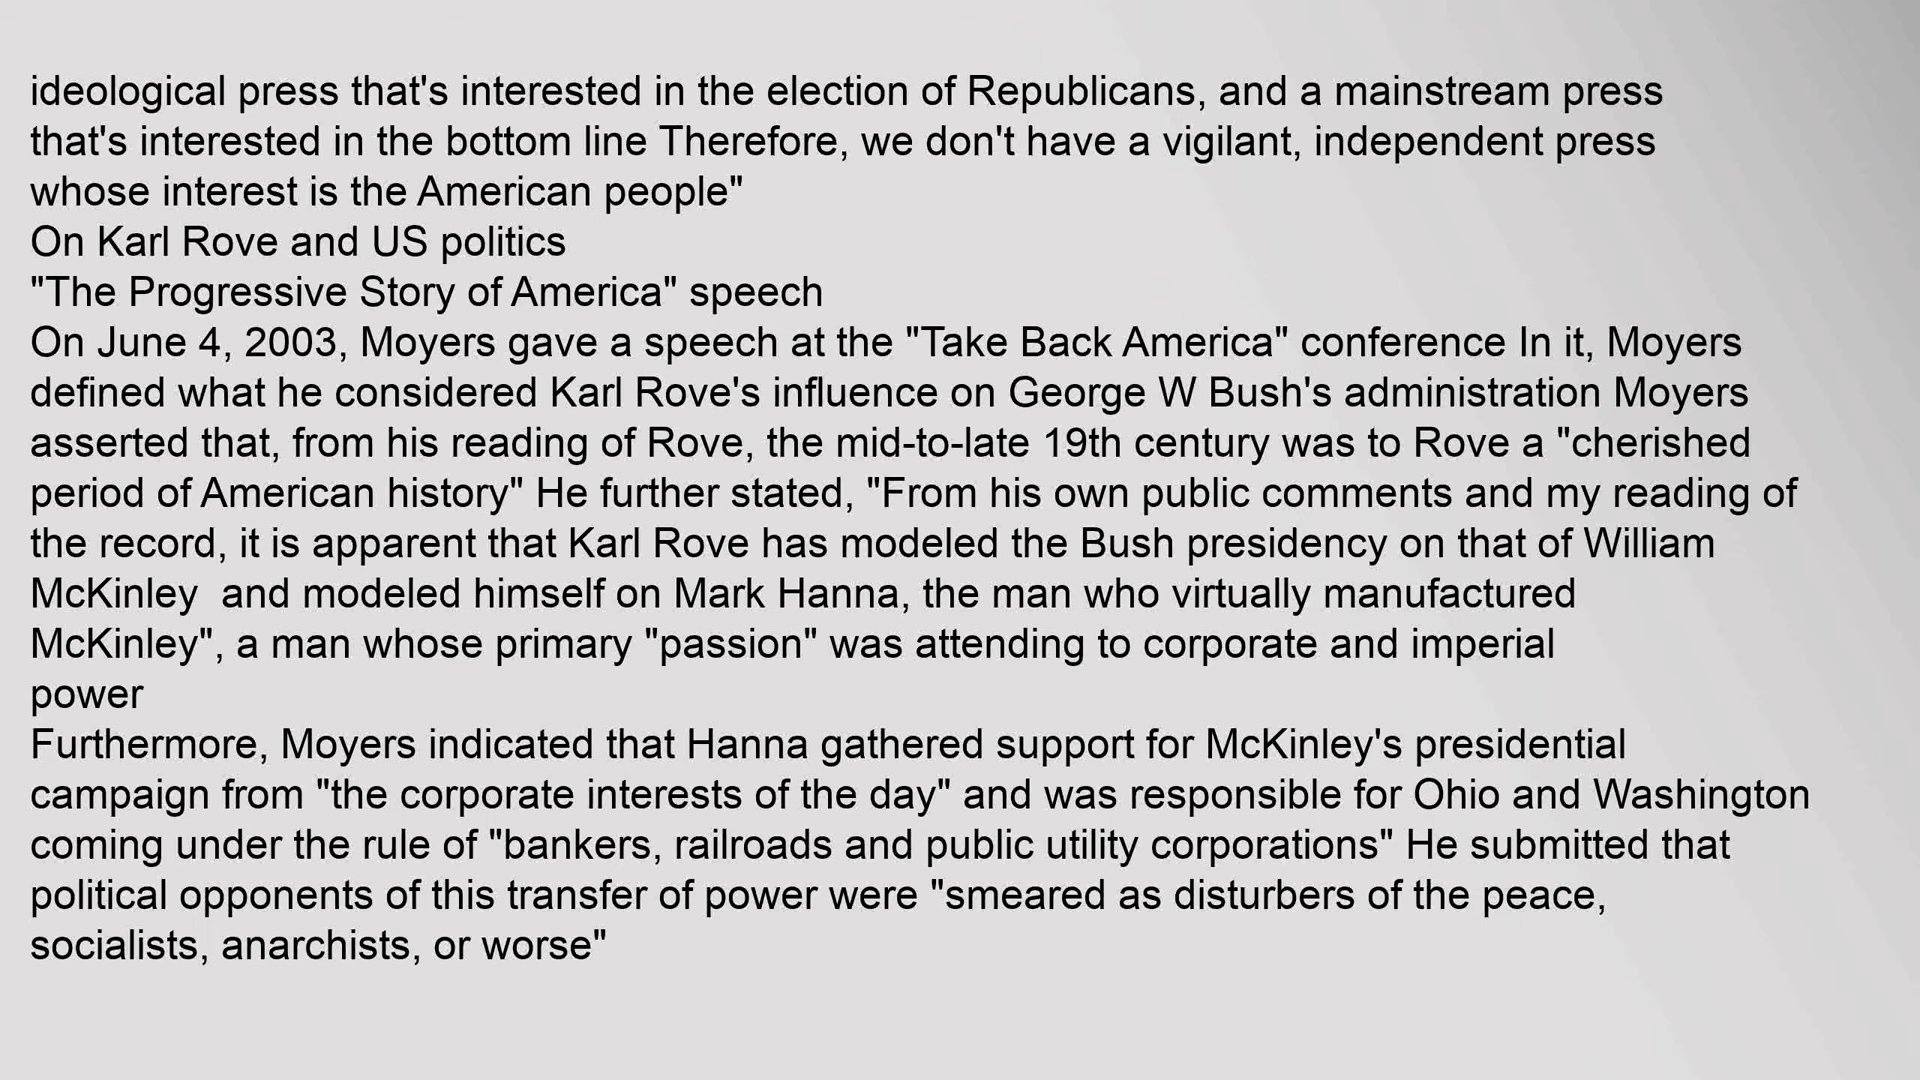 ideological press that's interested in the election of Republicans, and a mainstream press
that's interested in the bottom line Therefore, we don't have a vigilant, independent press
whose interest is the American people"
On Karl Rove and US politics
"The Progressive Story of America" speech
On June 4, 2003, Moyers gave a speech at the "Take Back America" conference In it, Moyers
defined what he considered Karl Rove's influence on George W Bush's administration Moyers
asserted that, from his reading of Rove, the mid-to-late 19th century was to Rove a "cherished
period of American history" He further stated, "From his own public comments and my reading of
the record, it is apparent that Karl Rove has modeled the Bush presidency on that of William
McKinley  and modeled himself on Mark Hanna, the man who virtually manufactured
McKinley", a man whose primary "passion" was attending to corporate and imperial
power
Furthermore, Moyers indicated that Hanna gathered support for McKinley's presidential
campaign from "the corporate interests of the day" and was responsible for Ohio and Washington
coming under the rule of "bankers, railroads and public utility corporations" He submitted that
political opponents of this transfer of power were "smeared as disturbers of the peace,
socialists, anarchists, or worse"